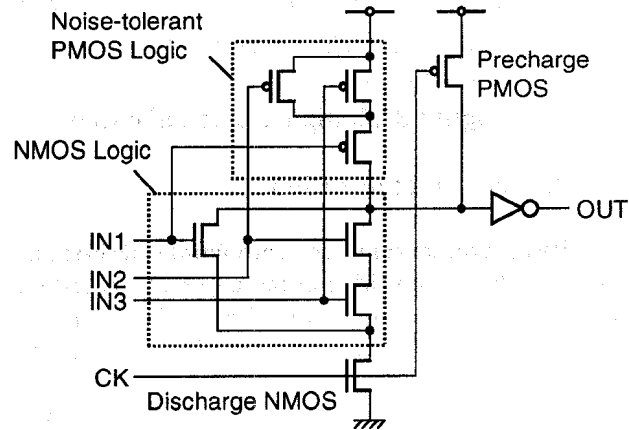 Noise-tolerant
PMOS Logic
Precharge
PMOS
NMOS Logic
OUT
IN1
IN2
IN3
CK
Discharge NMOS